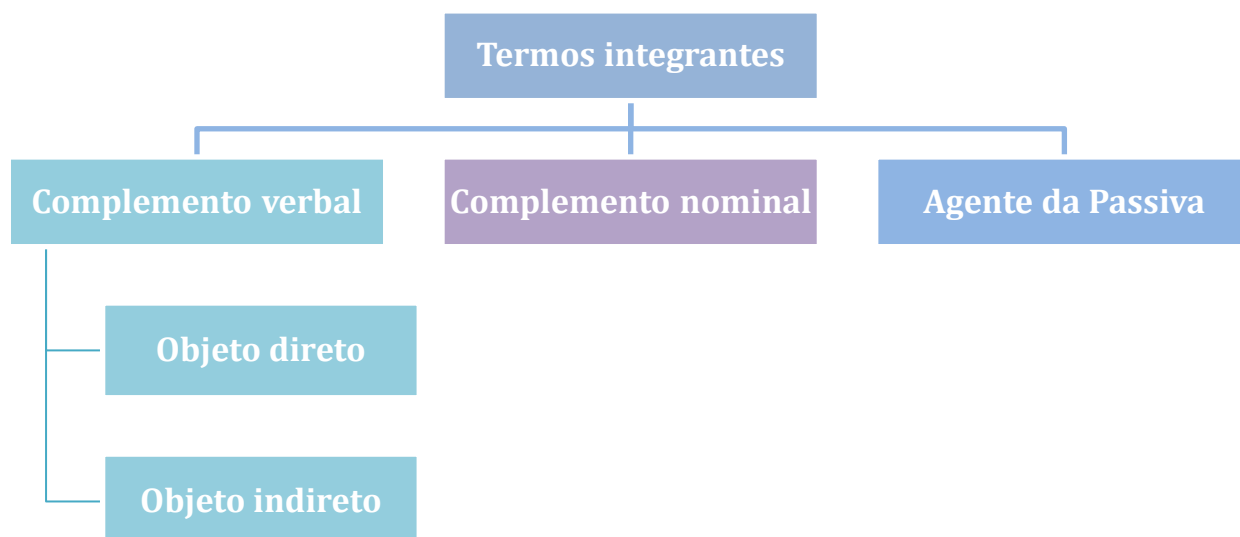 Termos integrantes
Complemento verbal
Complemento nominal
Agente da Passiva
Objeto direto
Objeto indireto